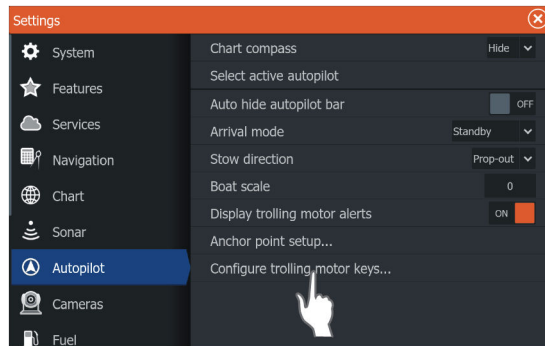 Settings
System
Features
Services
Navigation
Chart
Sonar
Autopilot
Cameras
Fuel
Chart compass Hide
Select active autopilot
Auto hide autopilot bar OFF
Arrival mode Standby
Stow direction Prop-out
Boat scale 0
Display trolling motor alerts ON
Anchor point setup...
Configure trolling motor keys...